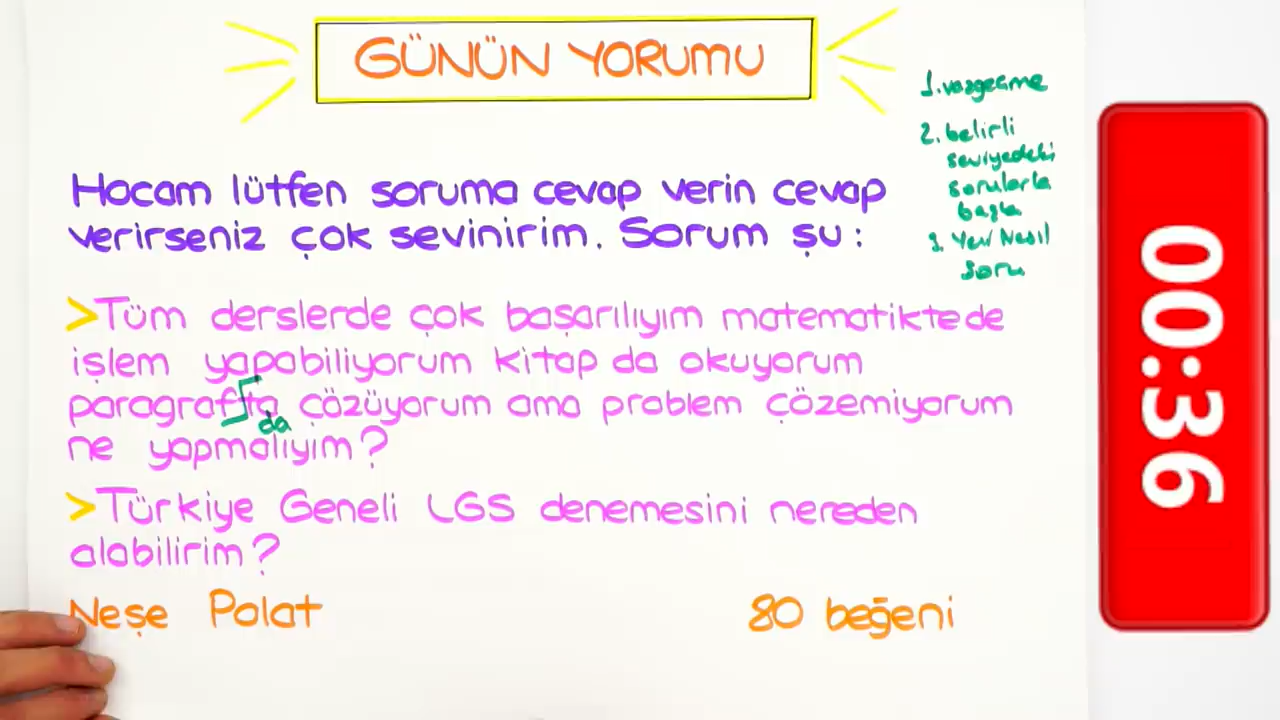 GÜNÜN YORUMU
1. vazgeçme
2. belirli
seviyedeki
sorularla
başla
3. Yeni Nesil
soru
Hocam lütfen soruma cevap verin cevap
verirseniz çok sevinirim. Sorum şu:
>Tüm derslerde çok başarılıyım matematiktede
işlem yapabiliyorum kitap da okuyorum
paragrafta çözüyorum ama problem çözemiyorum
da
ne yapmalıyım?
>Türkiye Geneli LGS denemesini nereden
alabilirim?
Neşe Polat
80 beğeni
00:36